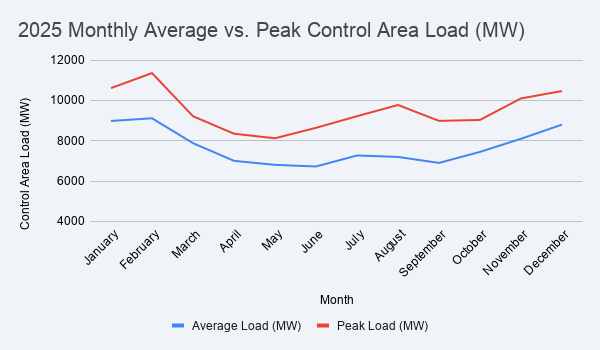 2025 Monthly Average vs. Peak Control Area Load (MW)
Control Area Load (MW)
12000
10000
8000
6000
4000
January
February
March
April
May
June
July
August
September
October
November
December
Month
Average Load (MW)
Peak Load (MW)